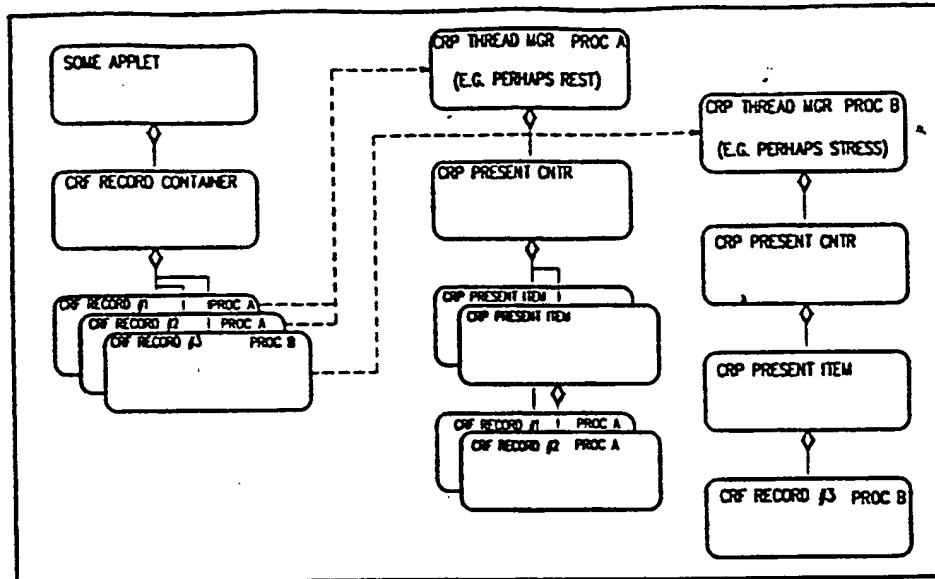 SOME APPLET
CRF RECORD CONTAINER
CRF RECORD #1 PROC A
CRF RECORD #2 PROC A
CRF RECORD #3 PROC B
CRP THREAD MGR PROC A
(E.G. PERHAPS REST)
CRP PRESENT CNTR
CRP PRESENT ITEM
CRP PRESENT ITEM
CRF RECORD #1 PROC A
CRF RECORD #2 PROC A
CRP THREAD MGR PROC B
(E.G. PERHAPS STRESS)
CRP PRESENT CNTR
CRP PRESENT ITEM
CRF RECORD #3 PROC B